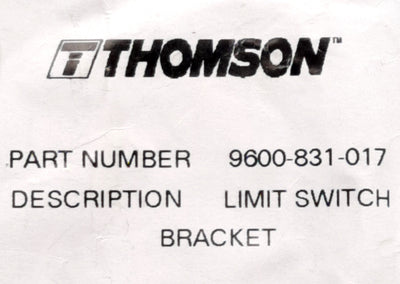 THOMSON™
PART NUMBER 9600-831-017
DESCRIPTION LIMIT SWITCH
BRACKET